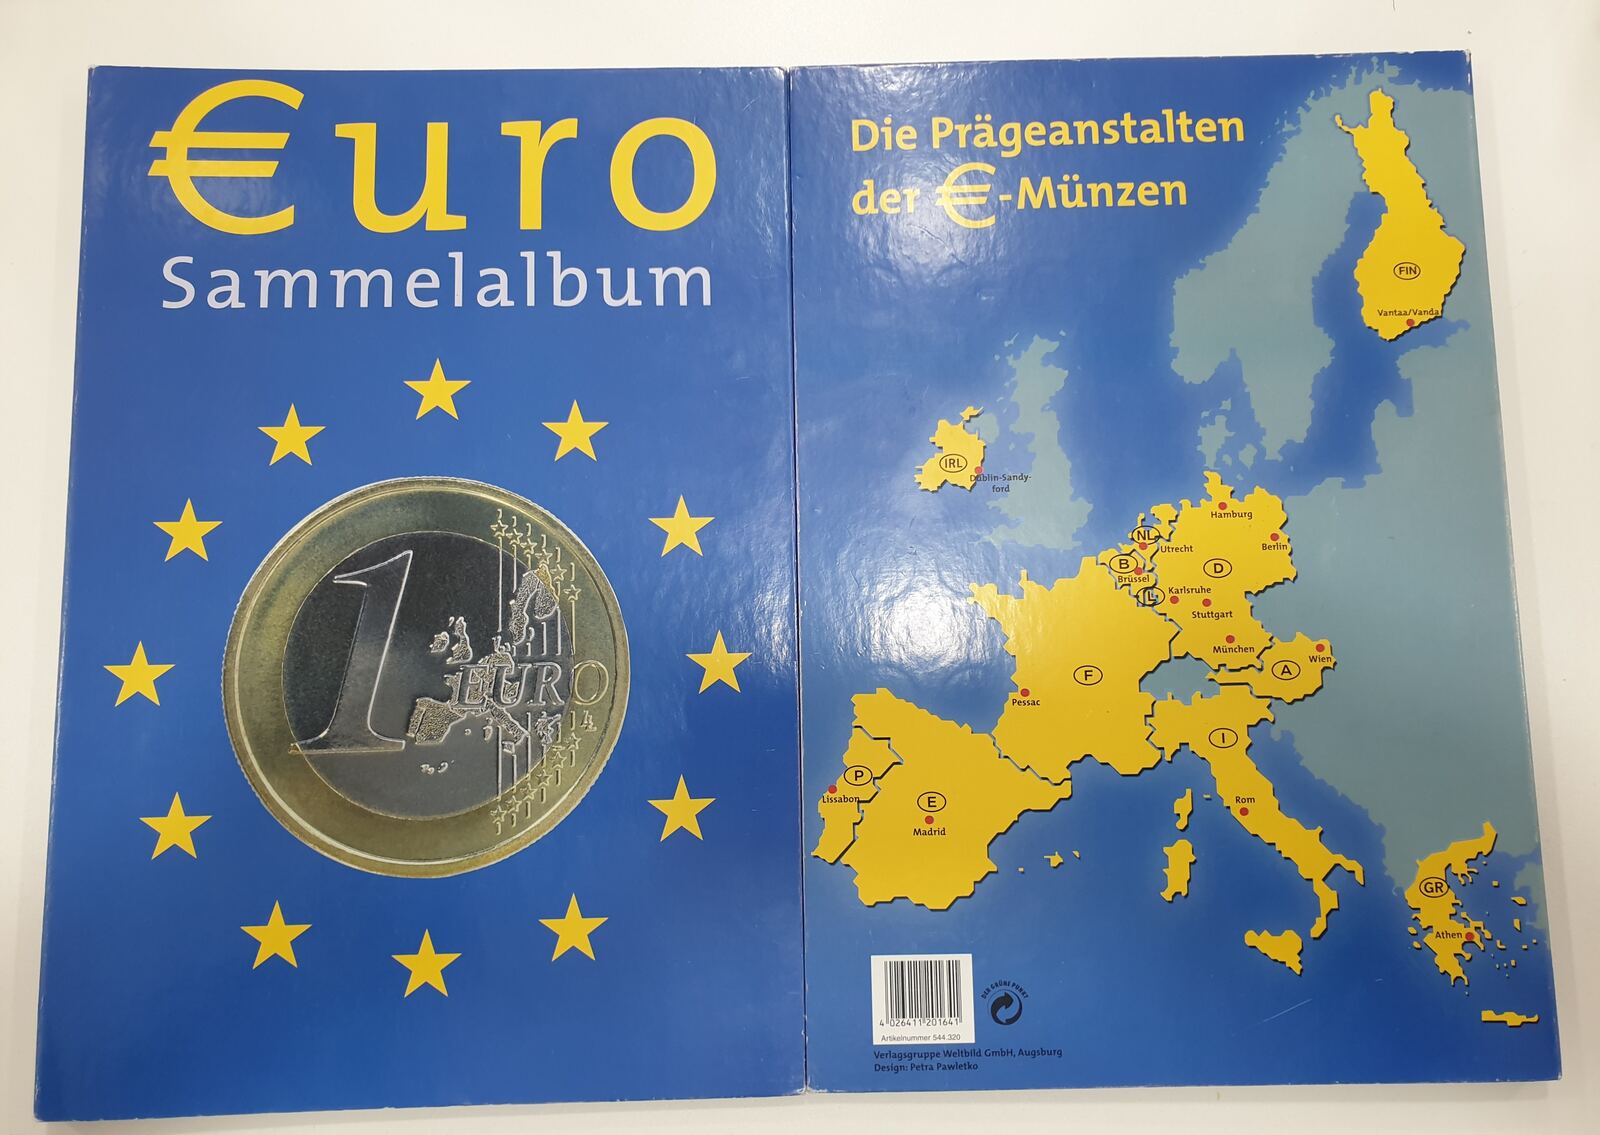 €uro
Sammelalbum
1
EURO
Die Prägeanstalten
der €-Münzen
FIN
Vantaa/Vanda
IRL
Dublin-Sandy-
ford
Hamburg
NL
Utrecht
Berlin
B
Brüssel
D
L
Karlsruhe
Stuttgart
München
Wien
A
F
Pessac
I
P
Lissabon
E
Madrid
Rom
GR
Athen
4 026411 201641
Artikelnummer 544.320
DER GRÜNE PUNKT
Verlagsgruppe Weltbild GmbH, Augsburg
Design: Petra Pawletko